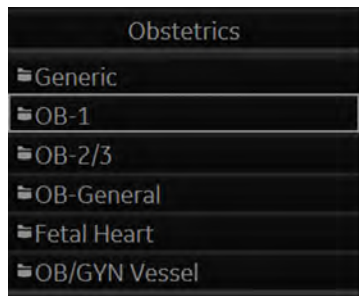 Obstetrics
Generic
OB-1
OB-2/3
OB-General
Fetal Heart
OB/GYN Vessel